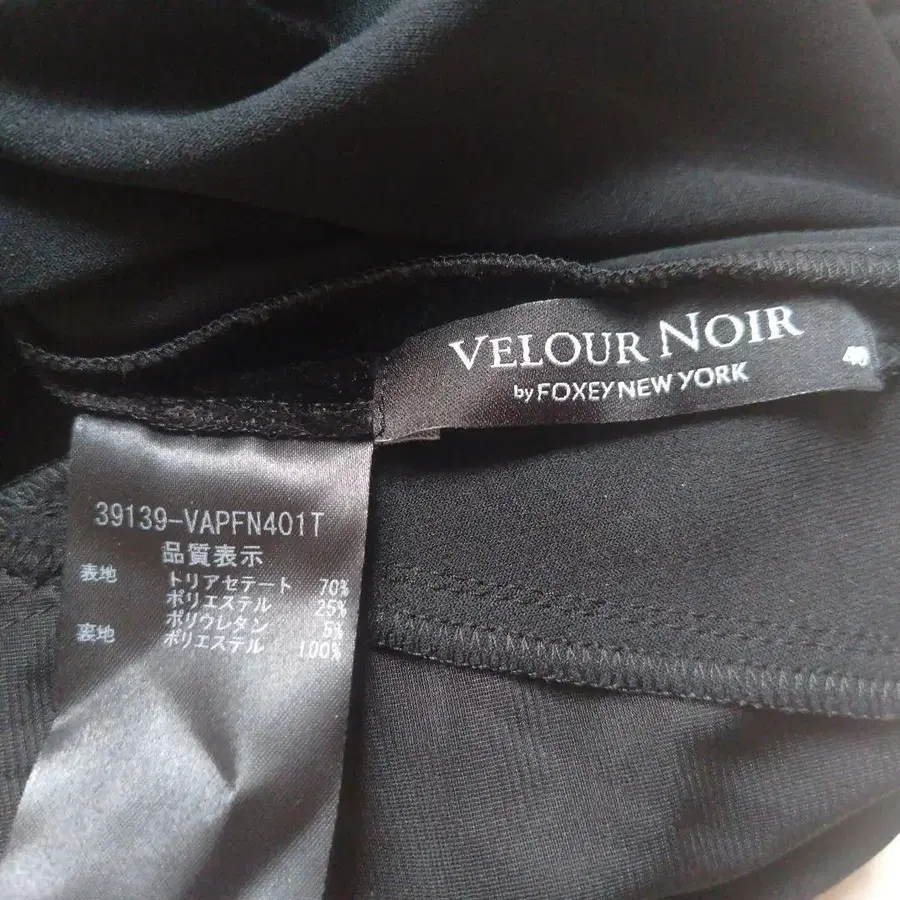 VELOUR NOIR
by FOXEY NEW YORK
40
39139-VAPFN401T
品質表示
表地 トリアセテート 70%
ポリエステル 25%
ポリウレタン 5%
裏地 ポリエステル 100%